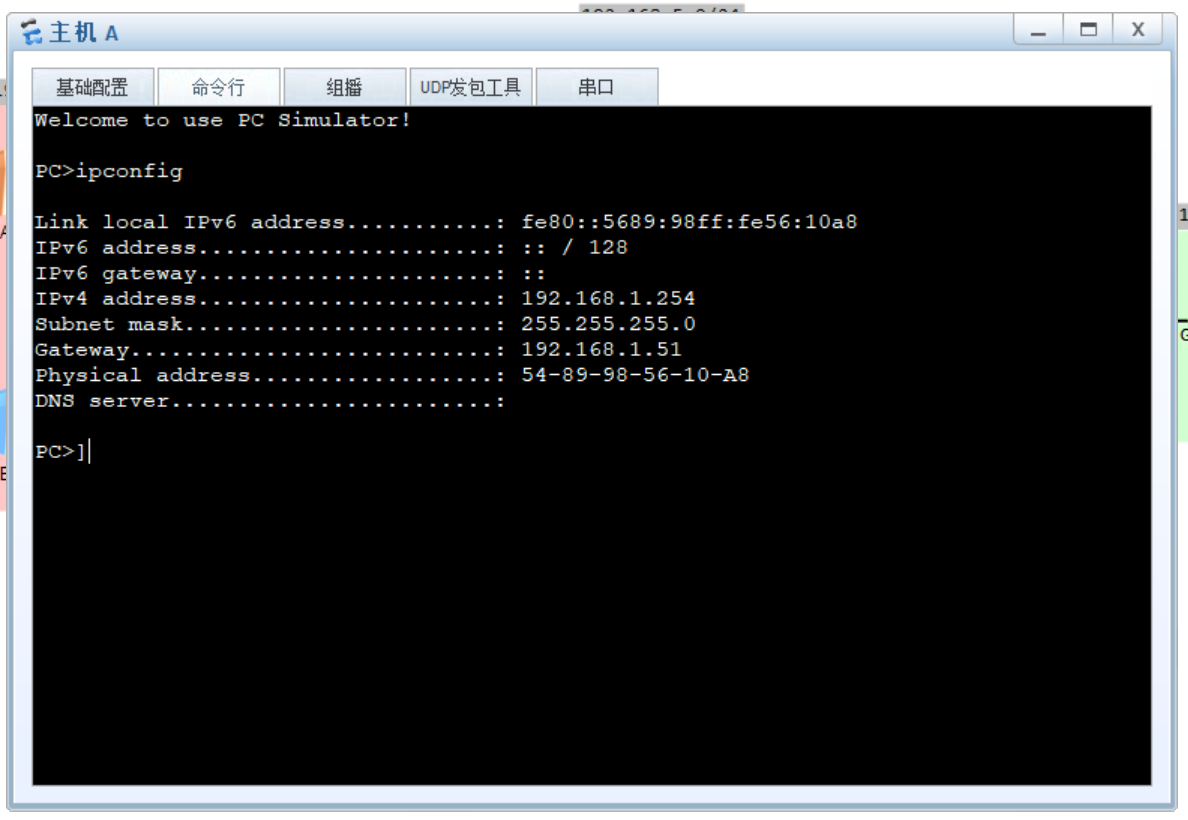 主机 A
基础配置 命令行 组播 UDP发包工具 串口
Welcome to use PC Simulator!
PC>ipconfig
Link local IPv6 address...........: fe80::5689:98ff:fe56:10a8
IPv6 address......................: :: / 128
IPv6 gateway......................: ::
IPv4 address......................: 192.168.1.254
Subnet mask.......................: 255.255.255.0
Gateway...........................: 192.168.1.51
Physical address..................: 54-89-98-56-10-A8
DNS server........................:
PC>]